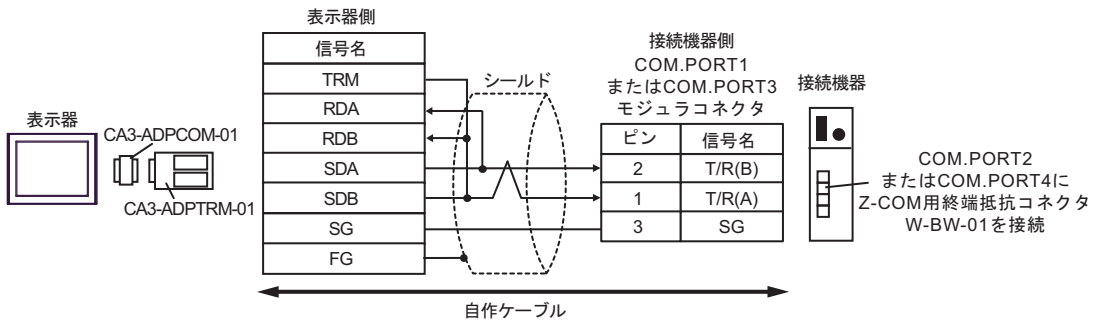 表示器
CA3-ADPCOM-01
CA3-ADPTRM-01
表示器側
信号名
TRM
RDA
RDB
SDA
SDB
SG
FG
シールド
接続機器側
COM.PORT1
またはCOM.PORT3
モジュラコネクタ
ピン 信号名
2 T/R(B)
1 T/R(A)
3 SG
接続機器
COM.PORT2
またはCOM.PORT4に
Z-COM用終端抵抗コネクタ
W-BW-01を接続
自作ケーブル